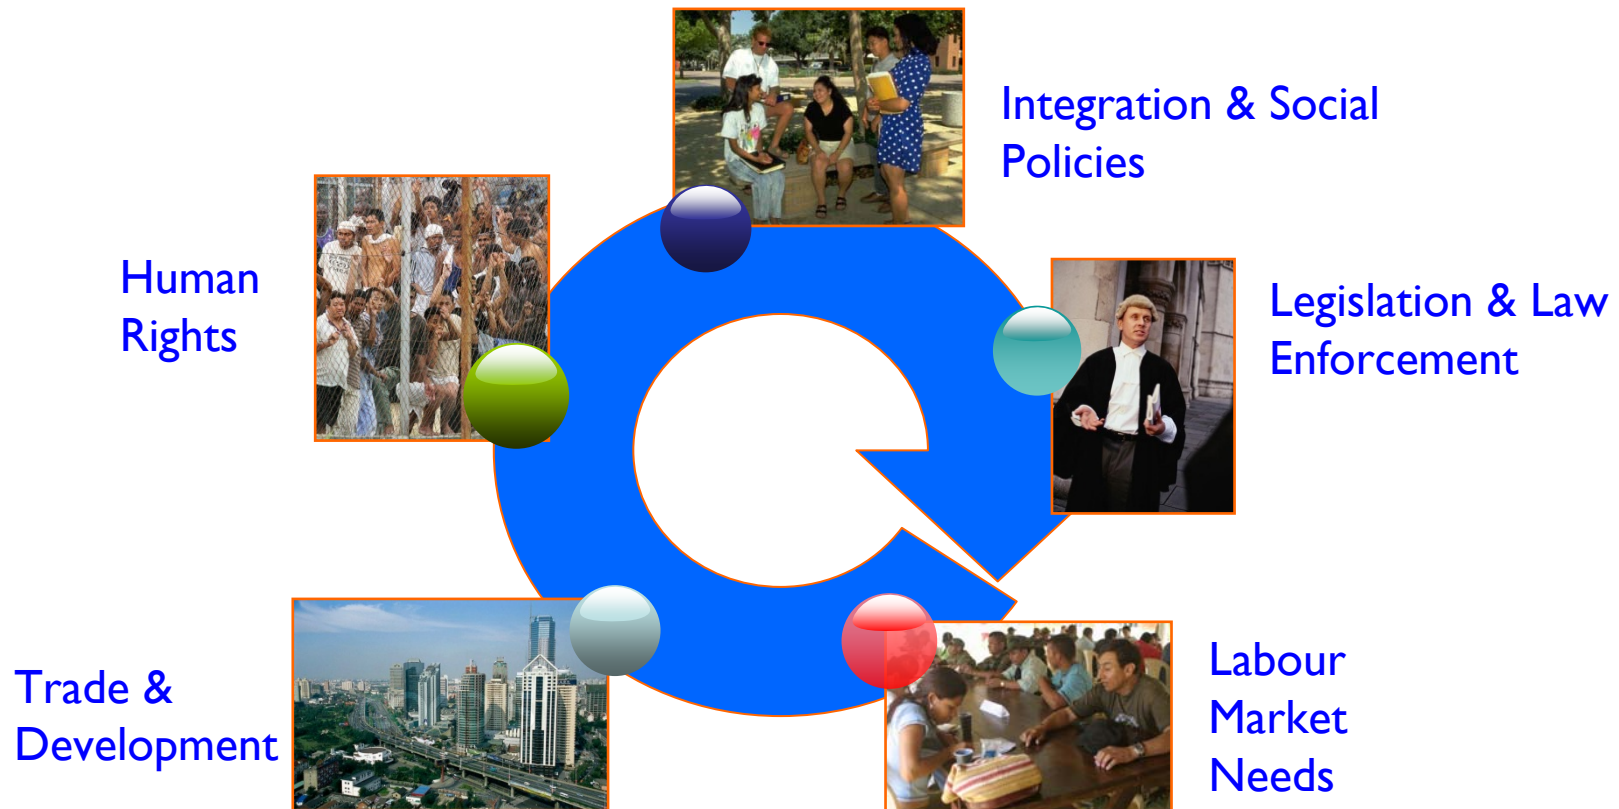 Integration & Social
Policies
Human
Rights
Legislation & Law
Enforcement
Trade &
Development
Labour
Market
Needs